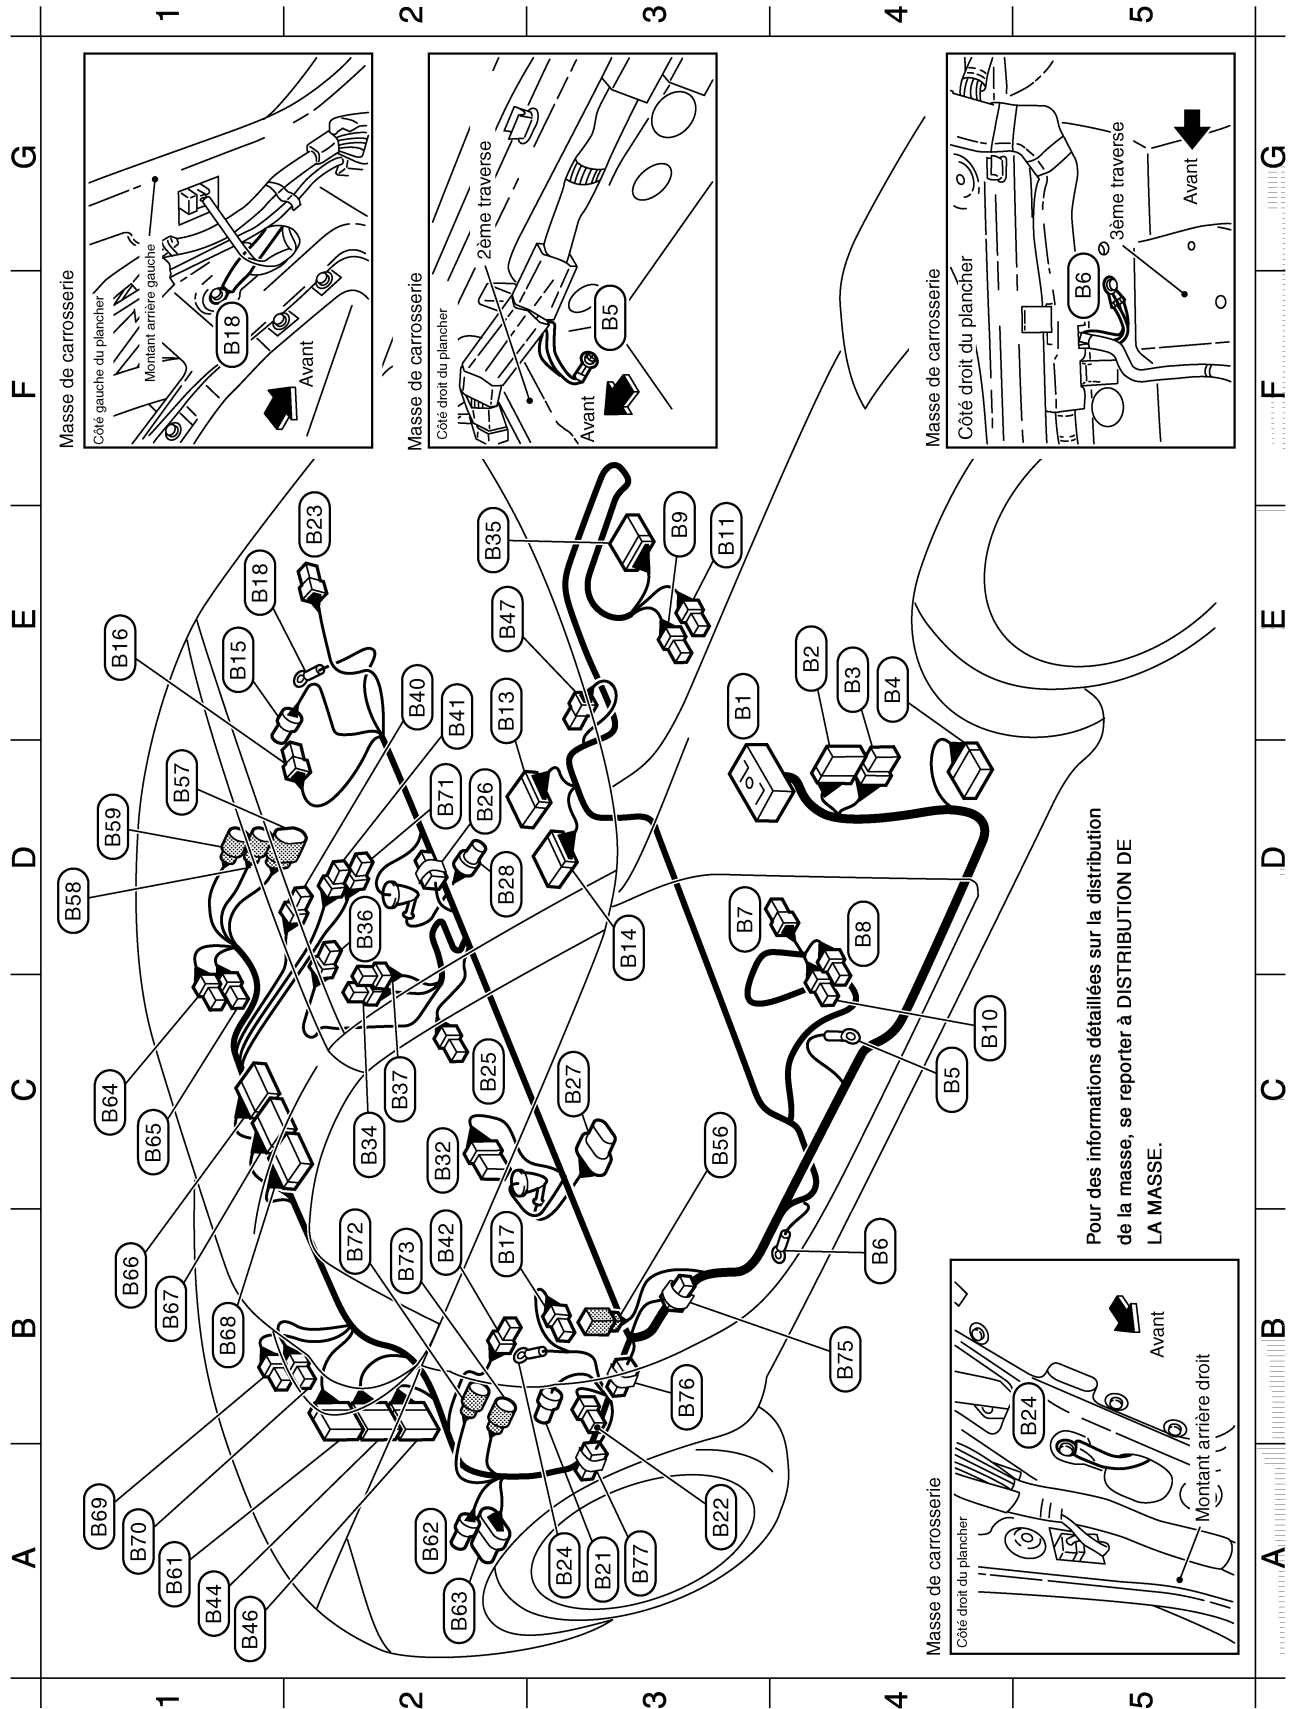 1
2
3
4
5
G
F
E
D
C
B
A
Masse de carrosserie
Côté gauche du plancher
Montant arrière gauche
B18
Avant
Masse de carrosserie
Côté droit du plancher
2ème traverse
B5
Avant
Masse de carrosserie
Côté droit du plancher
3ème traverse
B6
Avant
B23
B18
B15
B16
B57
B59
B58
B40
B41
B71
B26
B28
B36
B64
B65
B66
B67
B68
B34
B37
B25
B35
B9
B11
B47
B13
B14
B1
B2
B3
B4
B7
B8
B10
B5
B6
B27
B32
B56
B17
B42
B73
B72
B75
B76
B22
B77
B21
B24
B62
B63
B69
B70
B61
B44
B46
Pour des informations détaillées sur la distribution
de la masse, se reporter à DISTRIBUTION DE
LA MASSE.
Masse de carrosserie
Côté droit du plancher
B24
Montant arrière droit
Avant
1
2
3
4
5
G
F
E
D
C
B
A